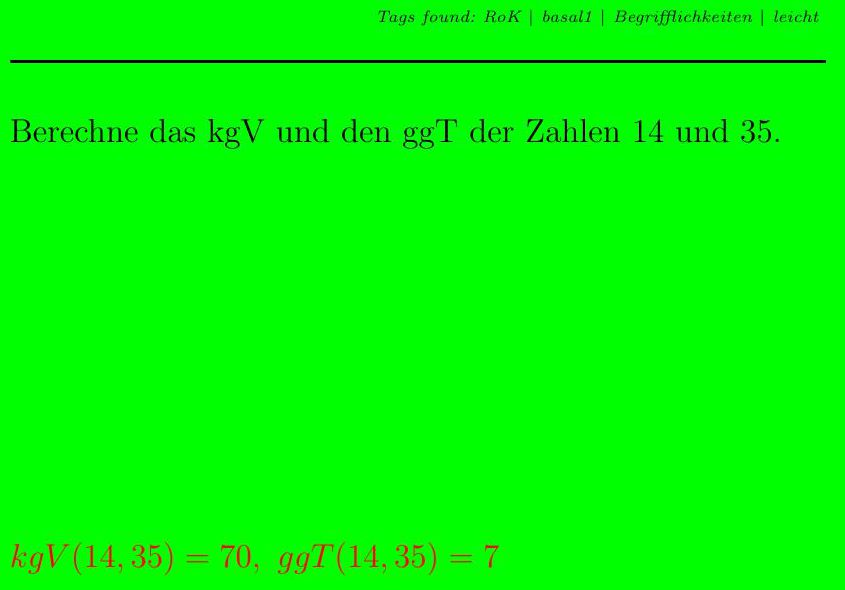 Tags found: RoK | basal1 | Begrifflichkeiten | leicht
Berechne das kgV und den ggT der Zahlen 14 und 35.
kgV(14, 35) = 70, ggT(14, 35) = 7